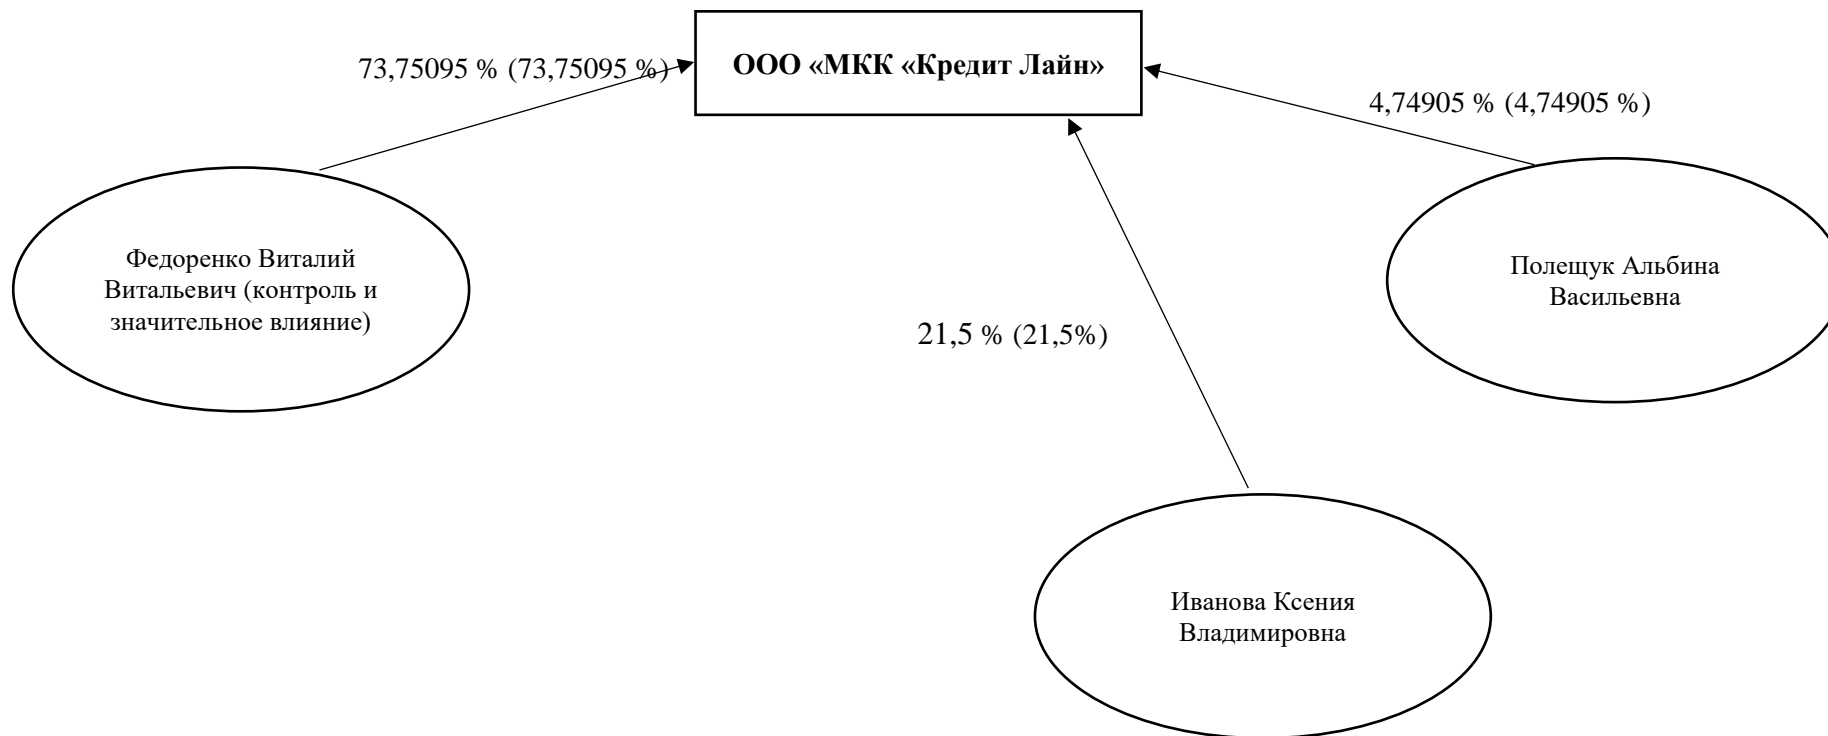 ООО «МКК «Кредит Лайн»
73,75095 % (73,75095 %)
4,74905 % (4,74905 %)
Федоренко Виталий
Витальевич (контроль и
значительное влияние)
Полещук Альбина
Васильевна
21,5 % (21,5%)
Иванова Ксения
Владимировна